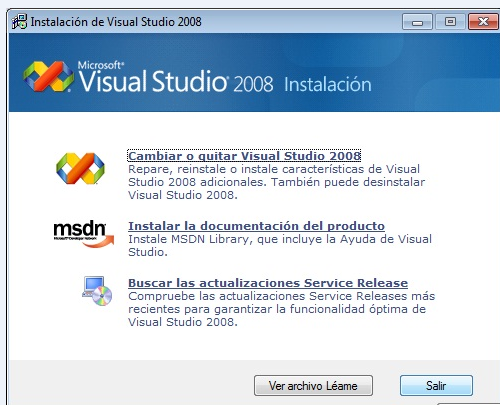 Instalación de Visual Studio 2008
Microsoft®
Visual Studio® 2008 Instalación
Cambiar o quitar Visual Studio 2008
Repare, reinstale o instale características de Visual
Studio 2008 adicionales. También puede desinstalar
Visual Studio 2008.
msdn
Microsoft Developer Network
Instalar la documentación del producto
Instale MSDN Library, que incluye la Ayuda de Visual
Studio.
Buscar las actualizaciones Service Release
Compruebe las actualizaciones Service Releases más
recientes para garantizar la funcionalidad óptima de
Visual Studio 2008.
Ver archivo Léame
Salir